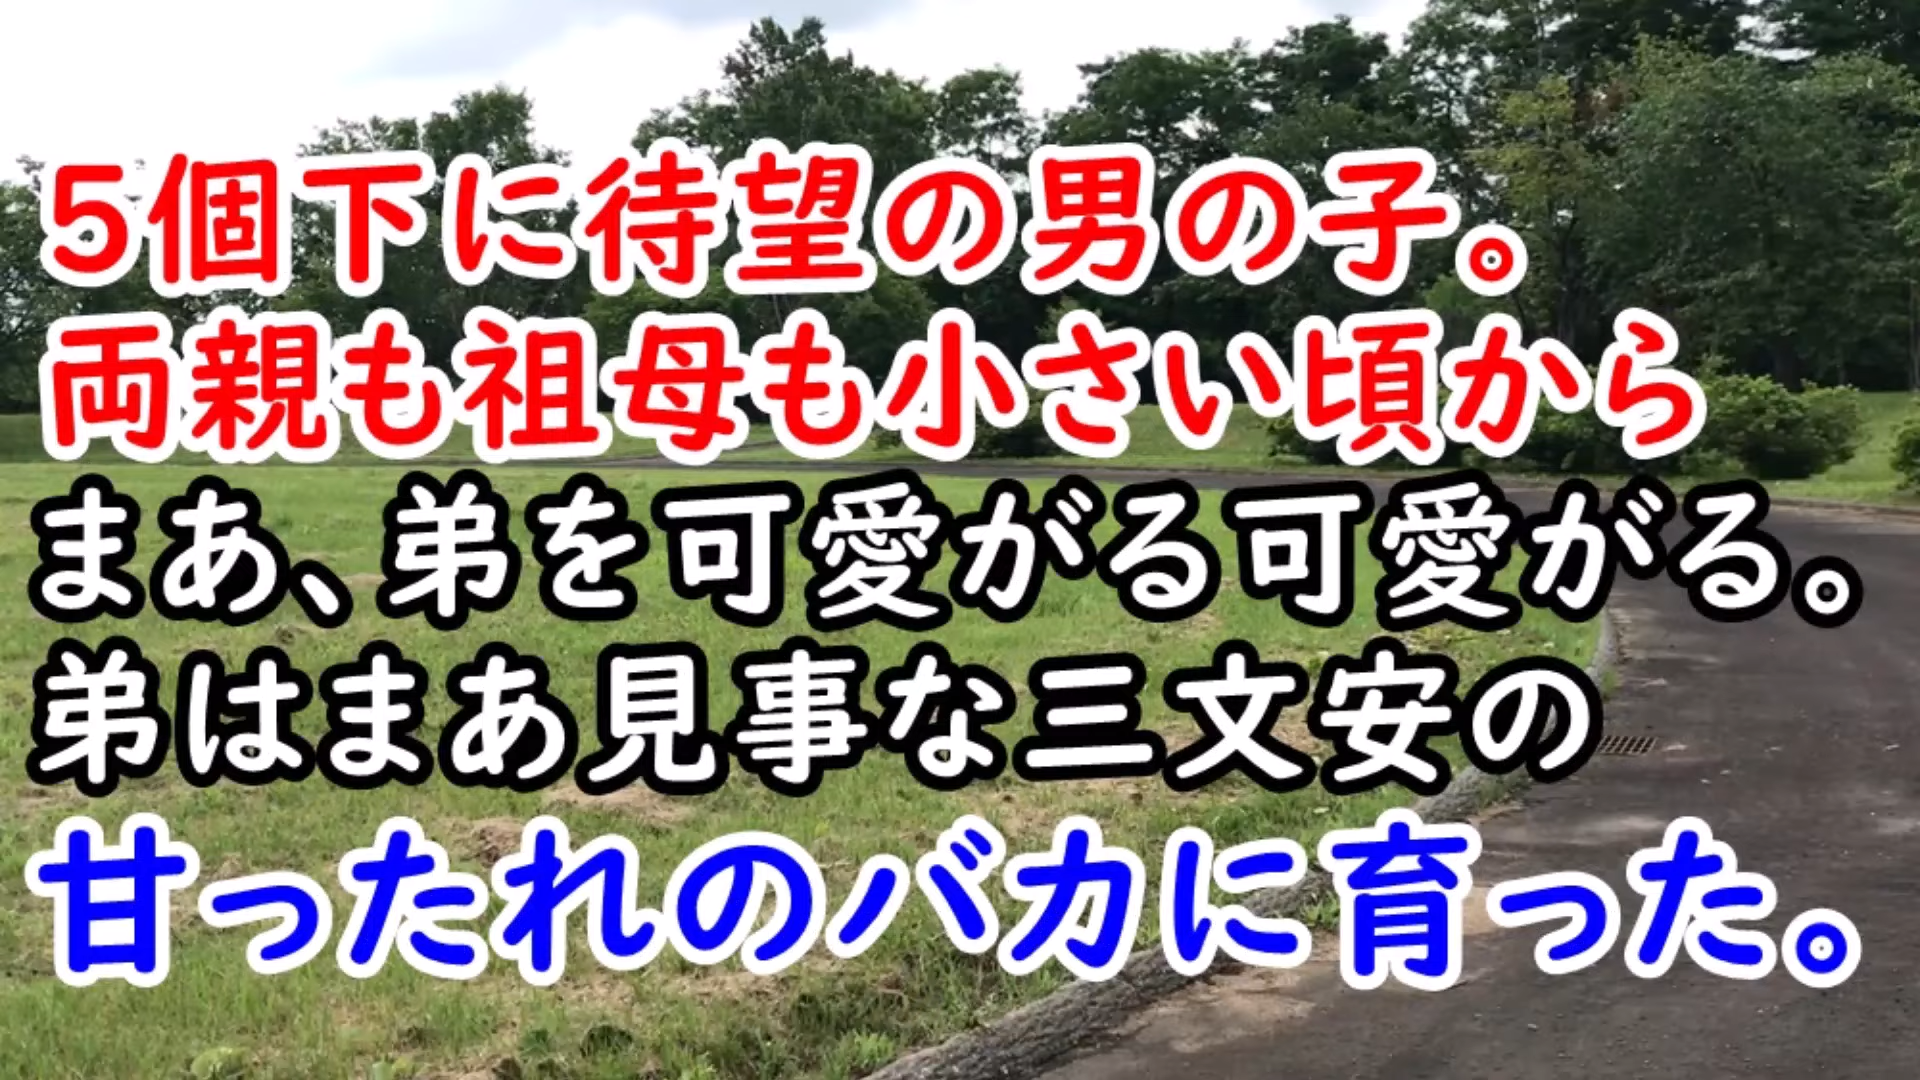 5個下に待望の男の子。
両親も祖母も小さい頃から
まあ、弟を可愛がる可愛がる。
弟はまあ見事な三文安の
甘ったれのバカに育った。